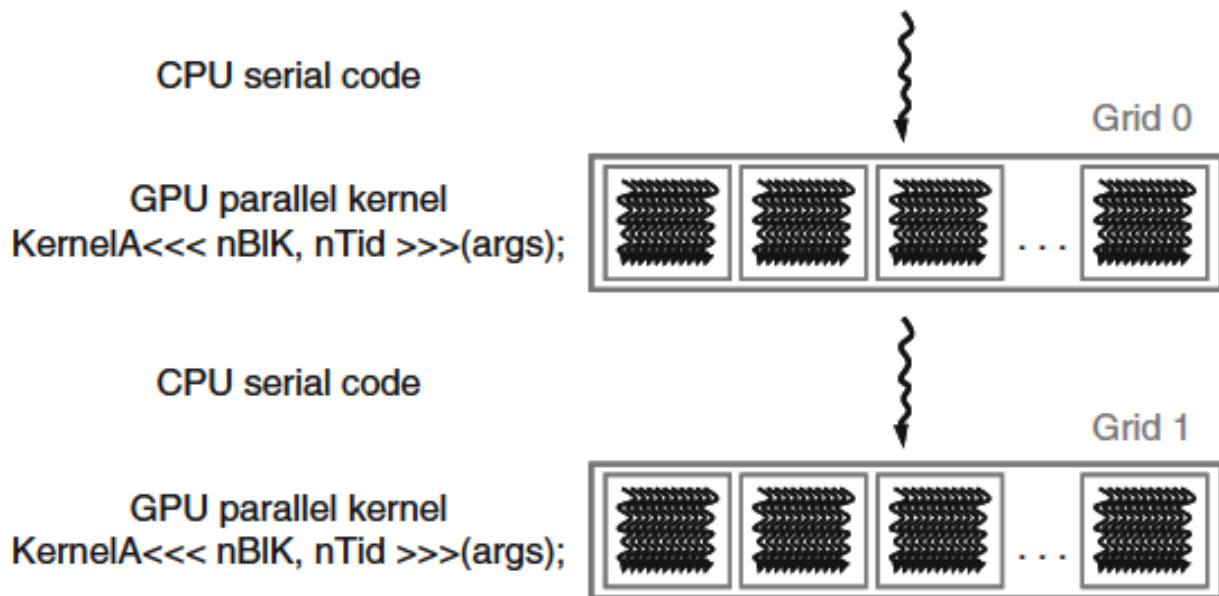 CPU serial code
Grid 0
GPU parallel kernel
KernelA<<< nBlK, nTid >>>(args);
. . .
CPU serial code
Grid 1
GPU parallel kernel
KernelA<<< nBlK, nTid >>>(args);
. . .